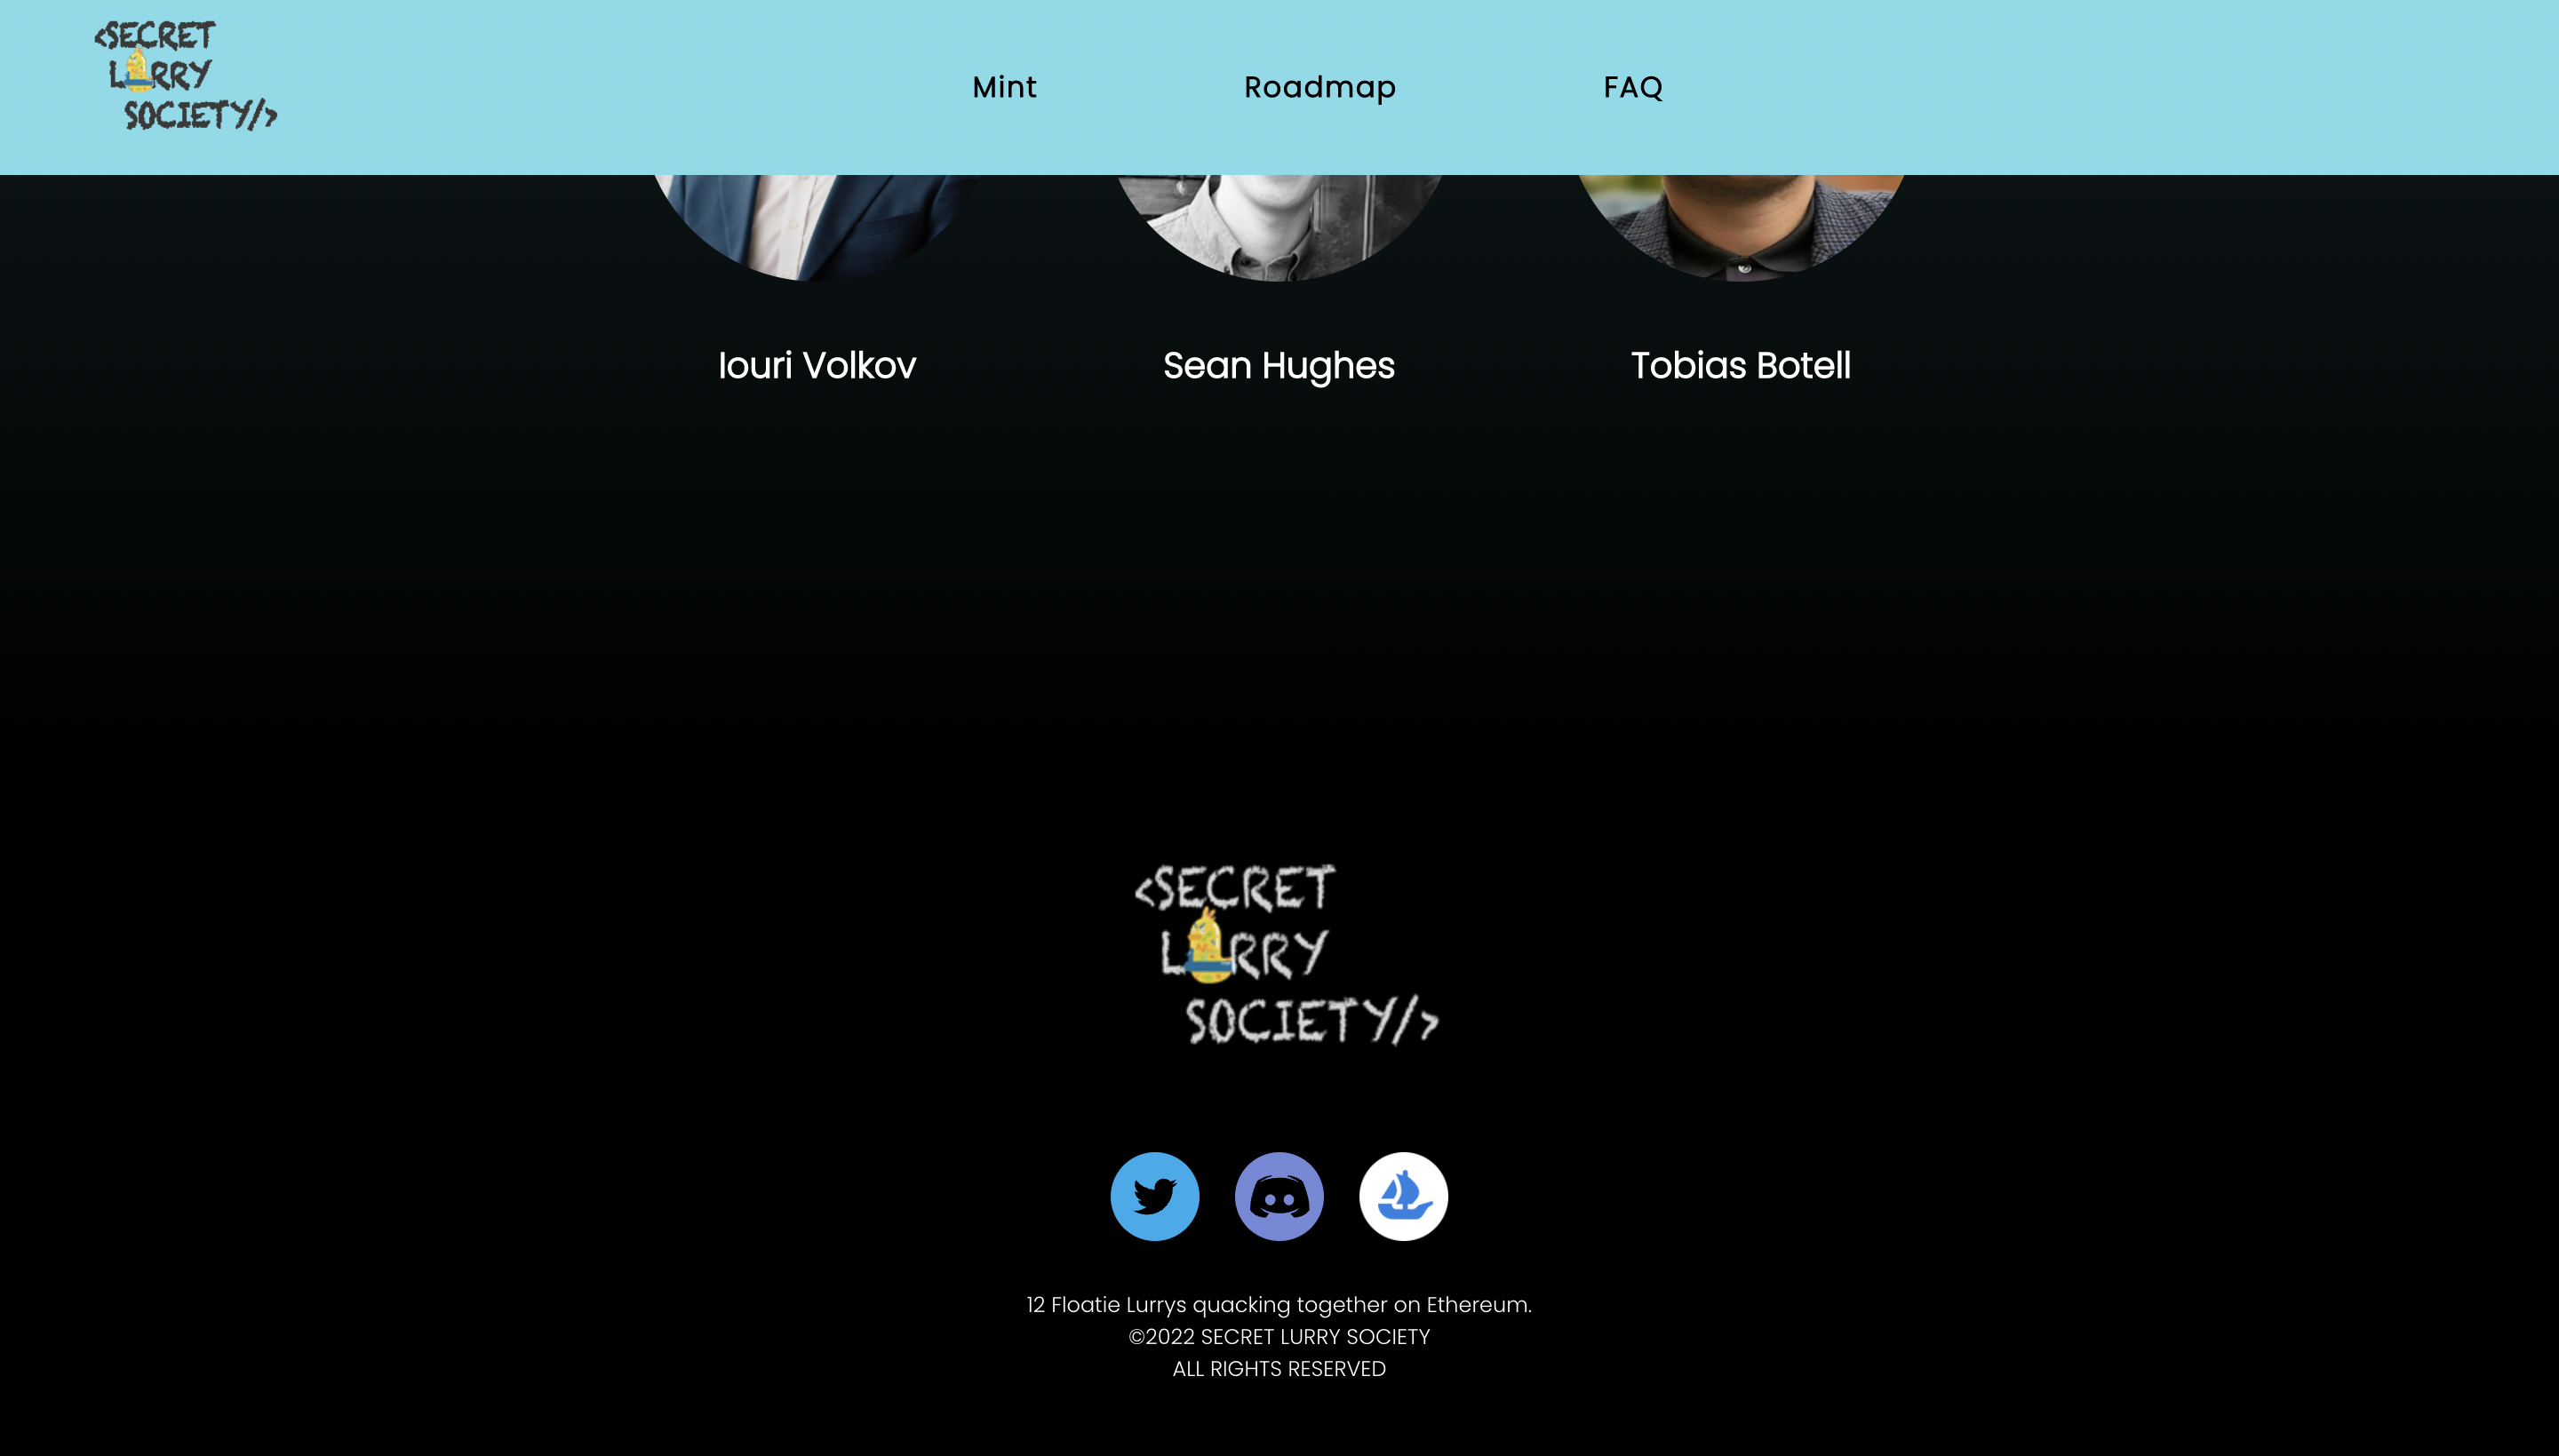 <SECRET
LURRY
SOCIETY/>
Mint
Roadmap
FAQ
Iouri Volkov
Sean Hughes
Tobias Botell
<SECRET
LURRY
SOCIETY/>
12 Floatie Lurrys quacking together on Ethereum.
©2022 SECRET LURRY SOCIETY
ALL RIGHTS RESERVED